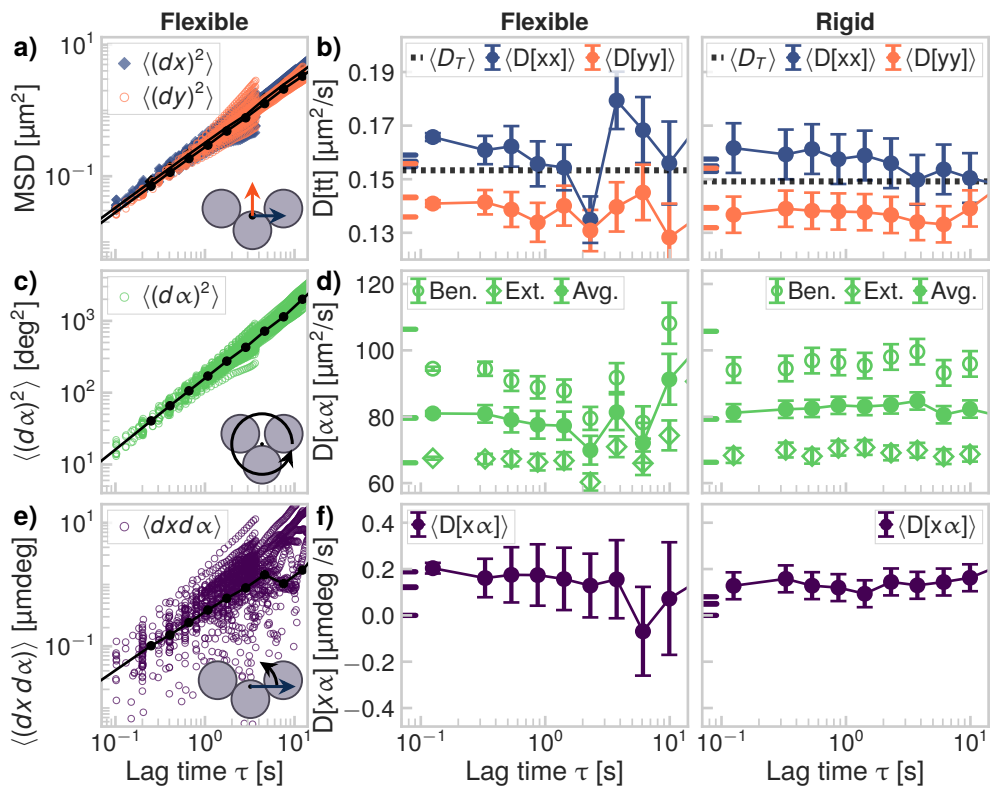 Flexible
Flexible
Rigid
a)
10¹
10⁰
10⁻¹
MSD [μm²]
⟨(dx)²⟩
⟨(dy)²⟩
b)
0.19
0.17
0.15
0.13
D[tt] [μm²/s]
⟨D_T⟩ ⟨D[xx]⟩ ⟨D[yy]⟩
⟨D_T⟩ ⟨D[xx]⟩ ⟨D[yy]⟩
c)
10³
10²
10¹
⟨(dα)²⟩ [deg²]
⟨(dα)²⟩
d)
120
100
80
60
D[αα] [μm²/s]
Ben. Ext. Avg.
Ben. Ext. Avg.
e)
10¹
10⁻¹
⟨(dx dα)⟩ [μmdeg]
⟨dxdα⟩
f)
0.4
0.2
0.0
−0.2
−0.4
D[xα] [μmdeg /s]
⟨D[xα]⟩
⟨D[xα]⟩
10⁻¹ 10⁰ 10¹
10⁻¹ 10⁰ 10¹
10⁻¹ 10⁰ 10¹
Lag time τ [s]
Lag time τ [s]
Lag time τ [s]